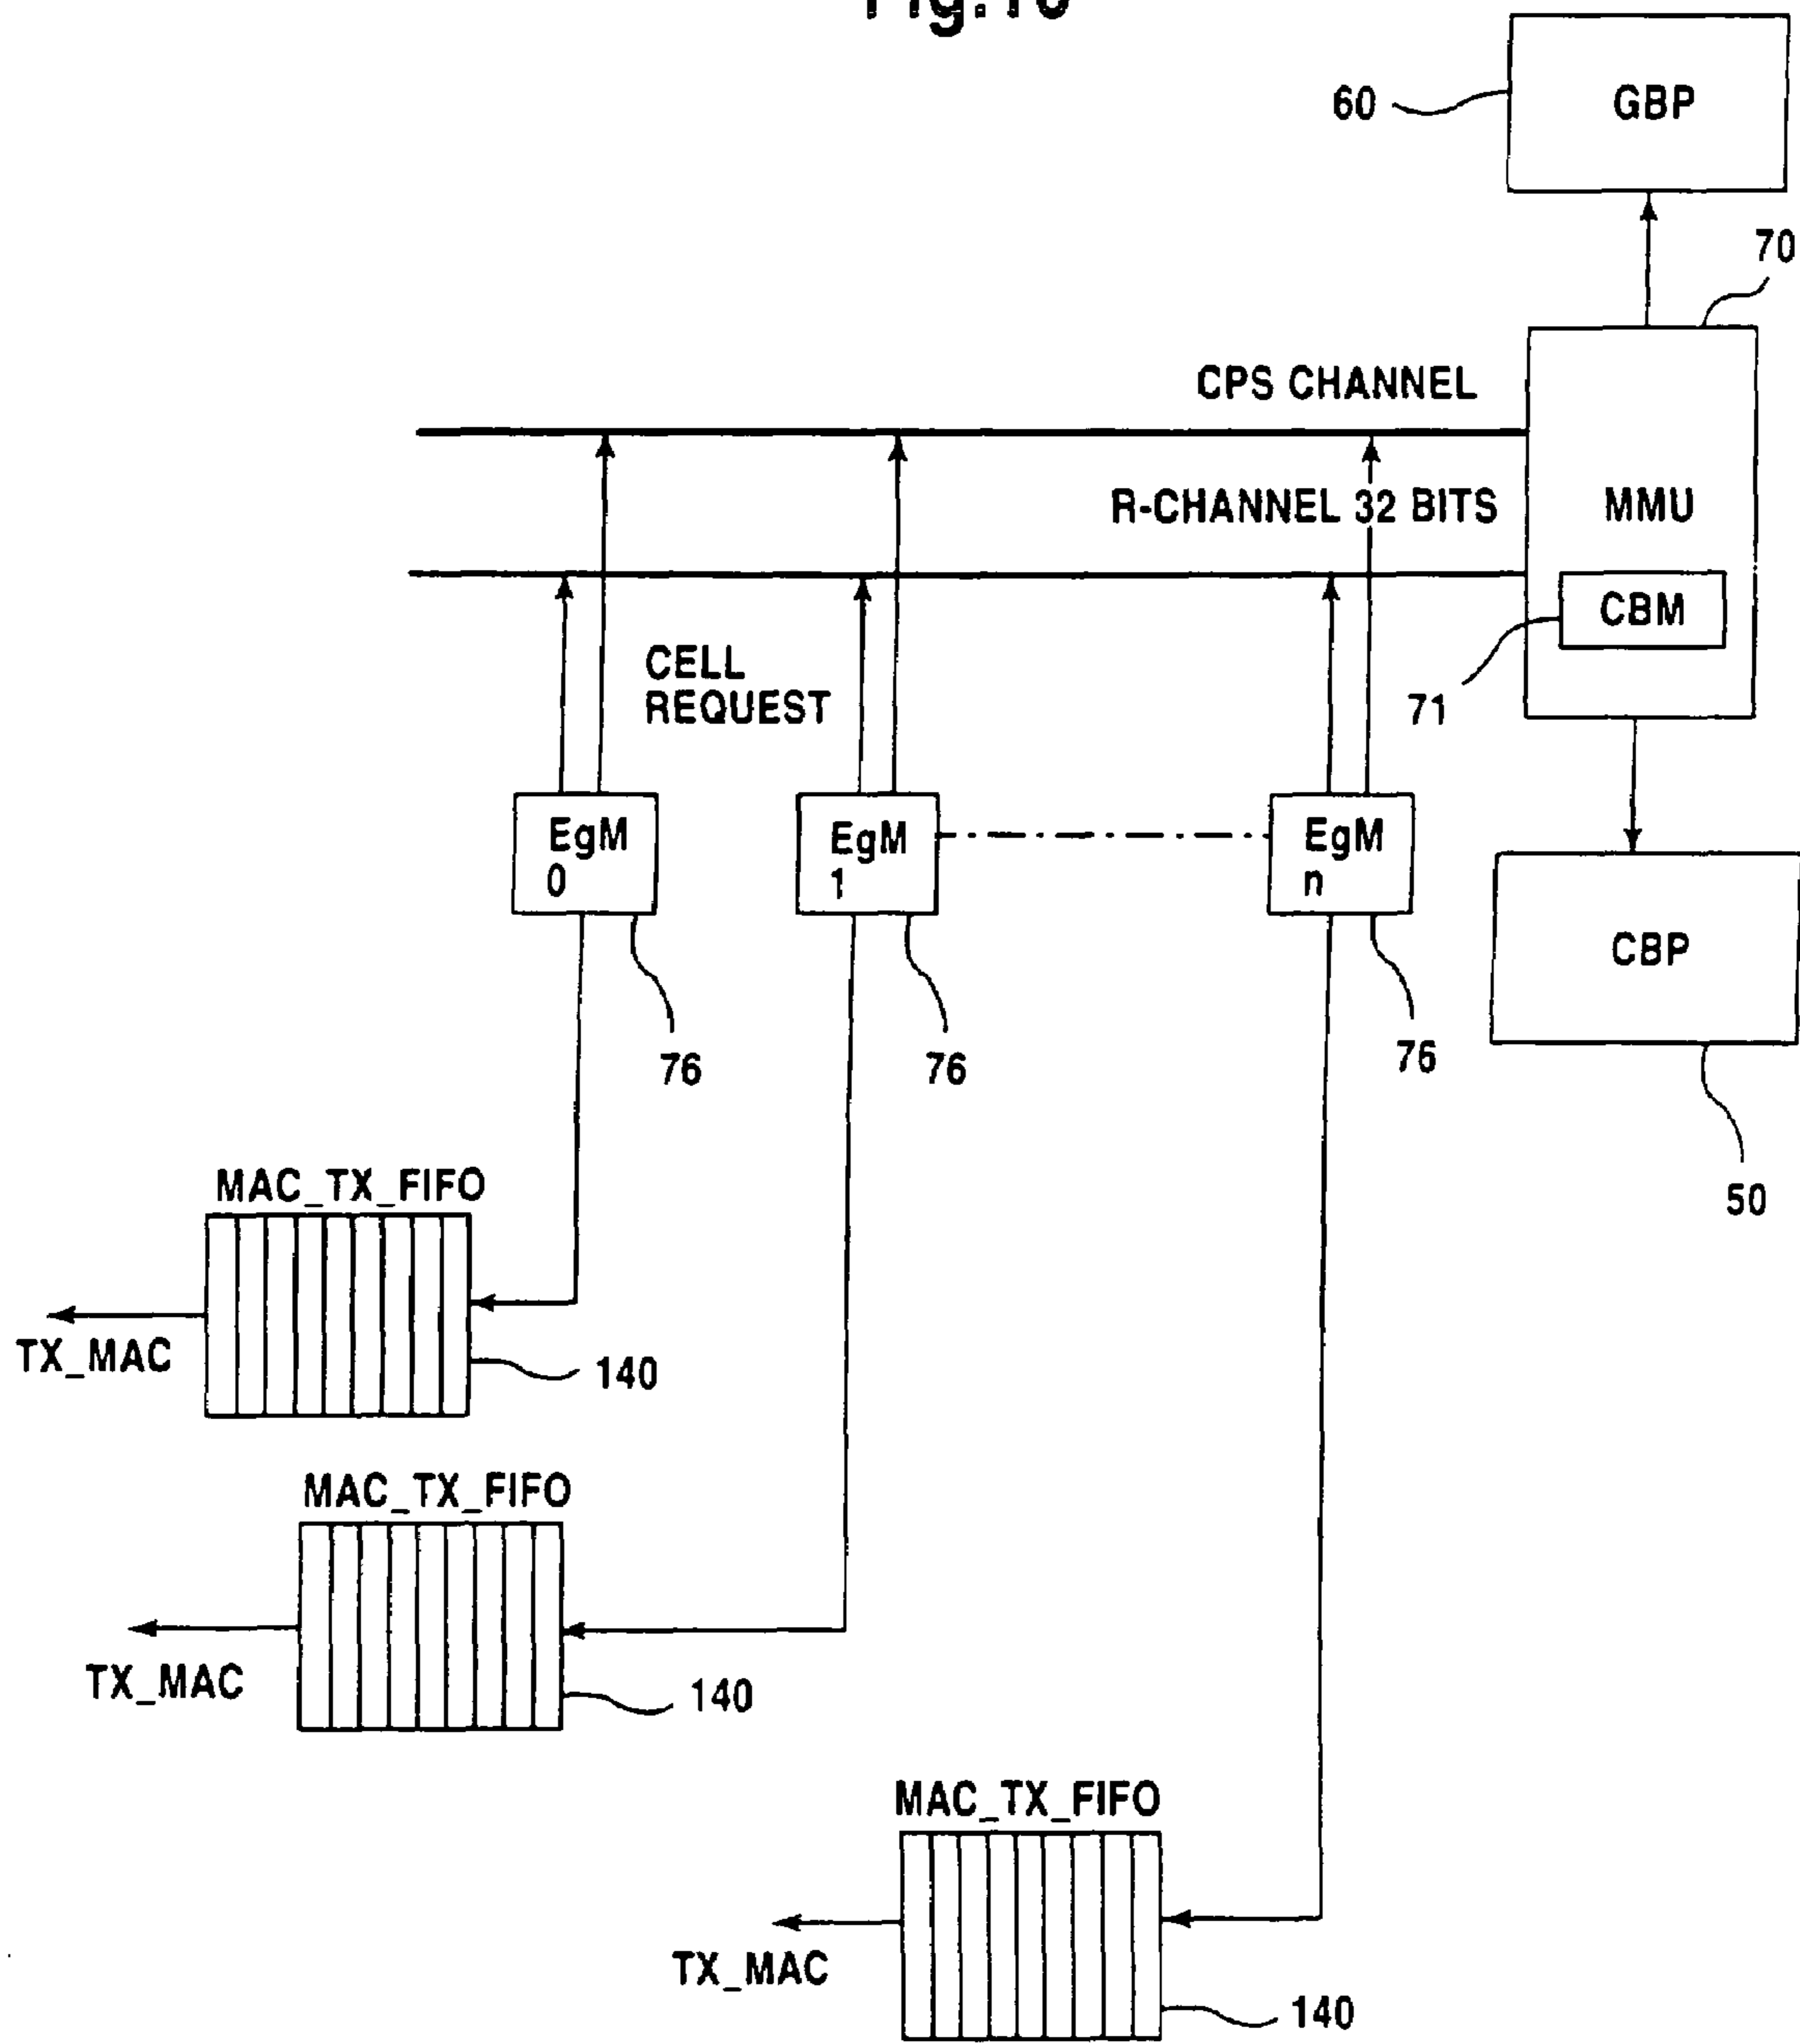 GBP
60
70
CPS CHANNEL
R-CHANNEL 32 BITS
MMU
CBM
CELL
REQUEST
71
EgM
0
EgM
1
EgM
n
CBP
76
76
76
50
MAC_TX_FIFO
TX_MAC
140
MAC_TX_FIFO
TX_MAC
140
MAC_TX_FIFO
TX_MAC
140